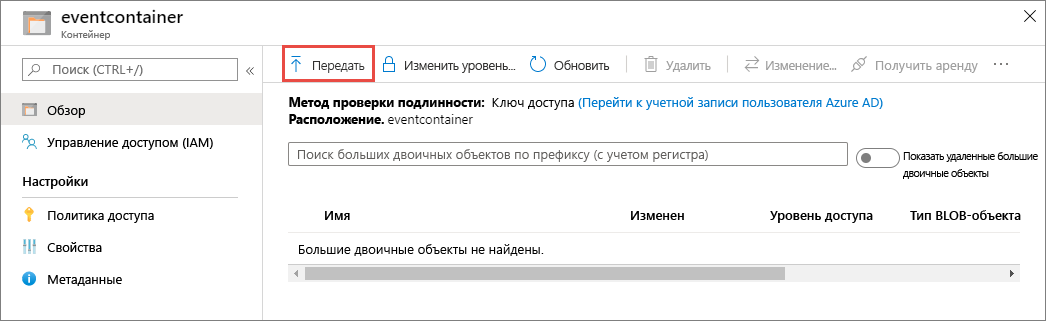 eventcontainer
Контейнер
Поиск (CTRL+/)
«
Обзор
Управление доступом (IAM)
Настройки
Политика доступа
Свойства
Метаданные
Передать Изменить уровень... Обновить Удалить Изменение... Получить аренду ...
Метод проверки подлинности: Ключ доступа (Перейти к учетной записи пользователя Azure AD)
Расположение. eventcontainer
Поиск больших двоичных объектов по префиксу (с учетом регистра)
Показать удаленные большие
двоичные объекты
Имя Изменен Уровень доступа Тип BLOB-объекта
Большие двоичные объекты не найдены.